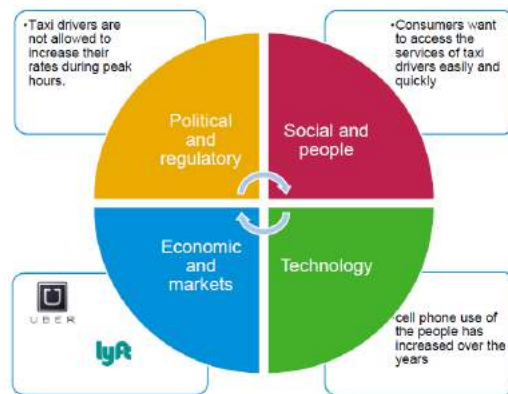 •Taxi drivers are
not allowed to
increase their
rates during peak
hours.
•Consumers want
to access the
services of taxi
drivers easily and
quickly
Political
and
regulatory
Social and
people
Economic
and
markets
Technology
U
UBER
lyft
•cell phone use of
the people has
increased over the
years